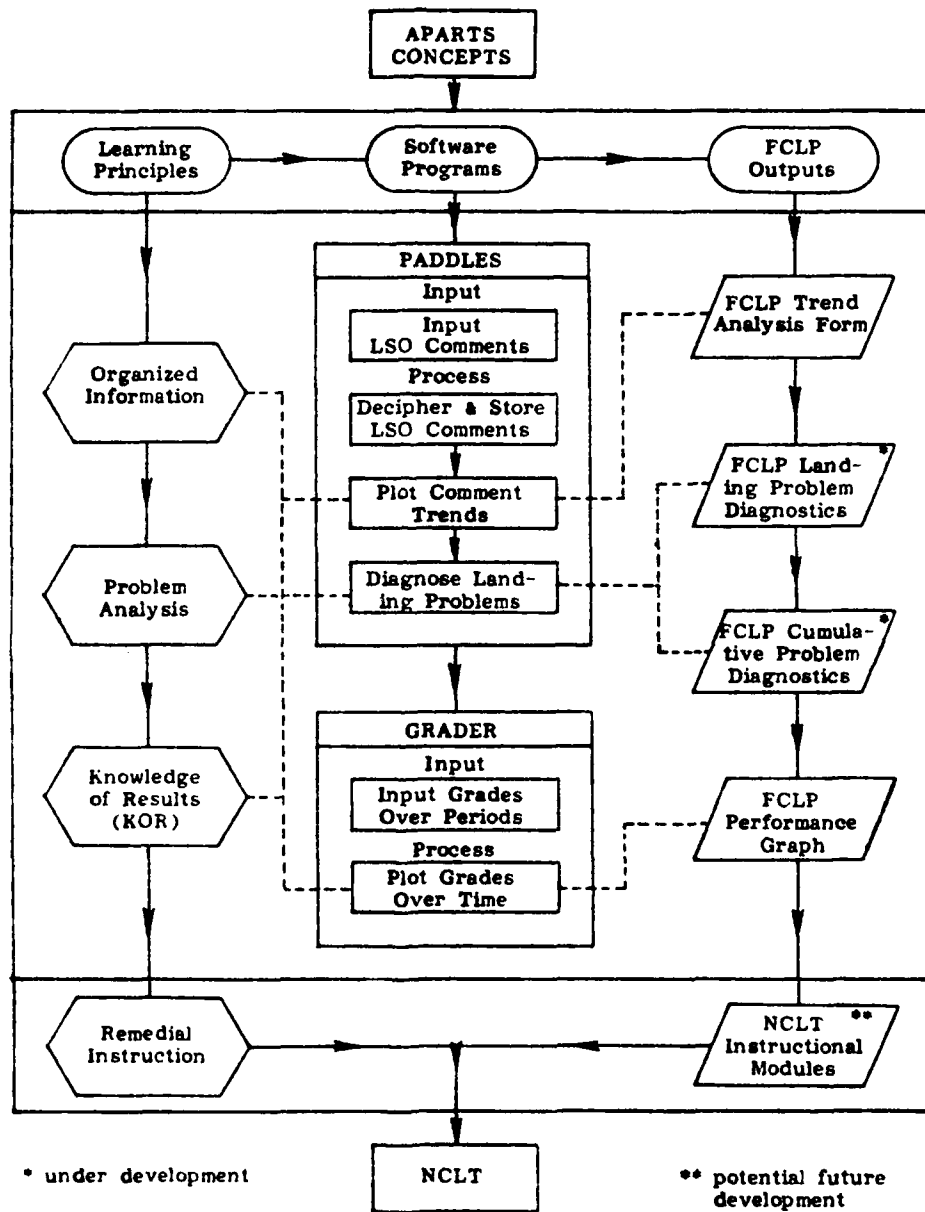 APARTS
CONCEPTS
Learning
Principles
Software
Programs
FCLP
Outputs
PADDLES
Input
Input
LSO Comments
Process
Decipher & Store
LSO Comments
Plot Comment
Trends
Diagnose Land-
ing Problems
GRADER
Input
Input Grades
Over Periods
Process
Plot Grades
Over Time
Organized
Information
Problem
Analysis
Knowledge
of Results
(KOR)
Remedial
Instruction
FCLP Trend
Analysis Form
*
FCLP Land-
ing Problem
Diagnostics
*
FCLP Cumula-
tive Problem
Diagnostics
FCLP
Performance
Graph
**
NCLT
Instructional
Modules
NCLT
* under development
** potential future
development